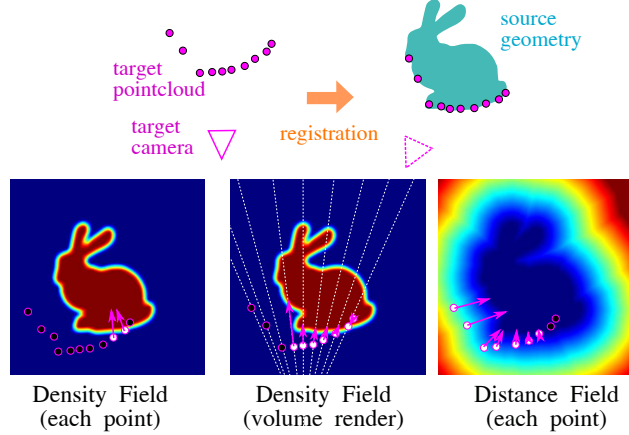 source
geometry
target
pointcloud
target
camera
registration
Density Field
(each point)
Density Field
(volume render)
Distance Field
(each point)